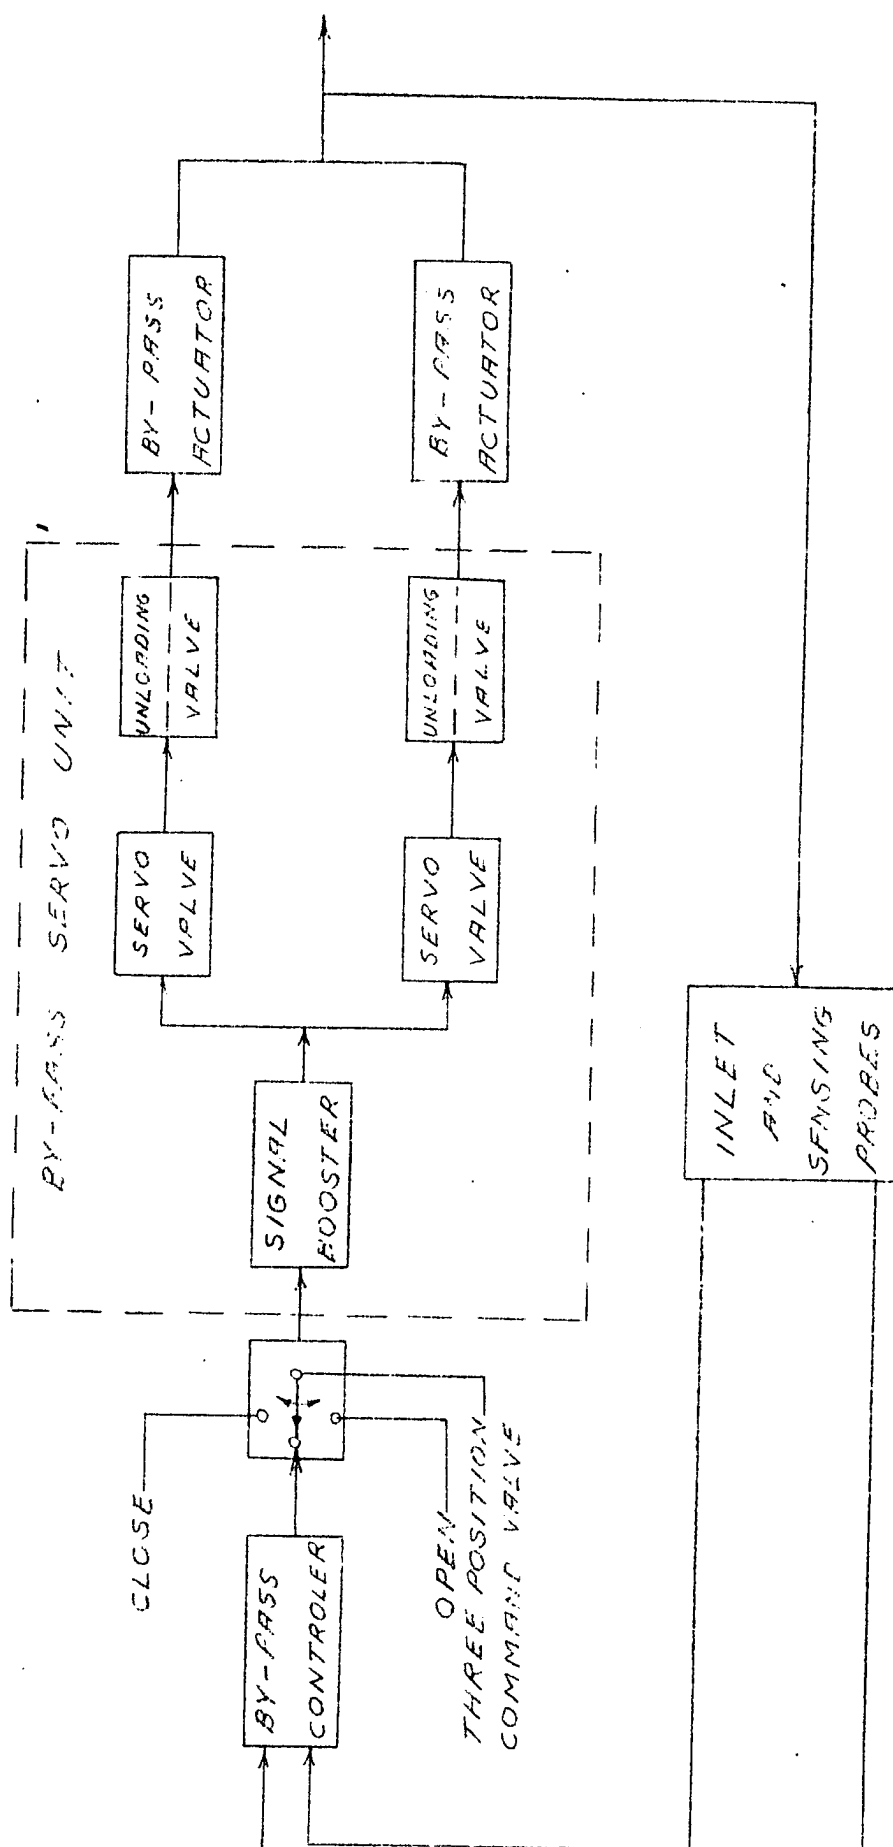 BY-PASS SERVO UNIT
CLOSE
BY-PASS
CONTROLER
OPEN
THREE POSITION
COMMAND VALVE
SIGNAL
BOOSTER
SERVO
VALVE
UNLOADING
VALVE
BY-PASS
ACTUATOR
SERVO
VALVE
UNLOADING
VALVE
BY-PASS
ACTUATOR
INLET
AND
SENSING
PROBES